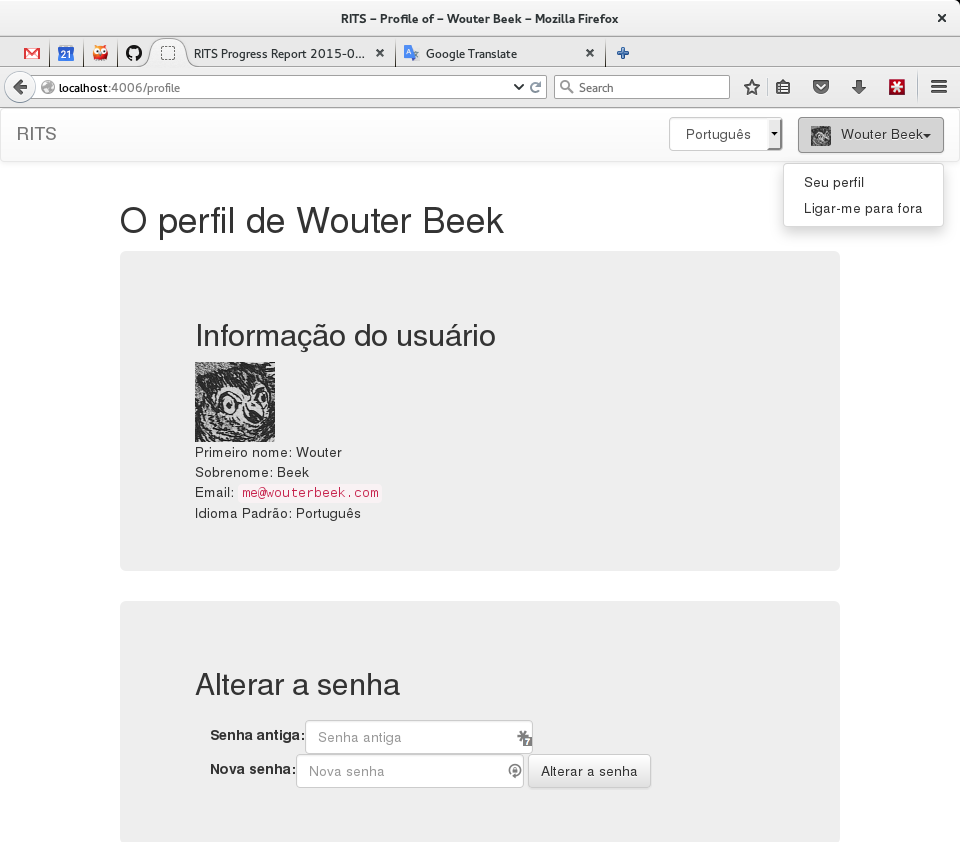 RITS – Profile of – Wouter Beek – Mozilla Firefox
21
RITS Progress Report 2015-0...
Google Translate
localhost:4006/profile
Search
RITS
Português
Wouter Beek
Seu perfil
Ligar-me para fora
O perfil de Wouter Beek
Informação do usuário
Primeiro nome: Wouter
Sobrenome: Beek
Email: me@wouterbeek.com
Idioma Padrão: Português
Alterar a senha
Senha antiga: Senha antiga
7
Nova senha: Nova senha
Alterar a senha